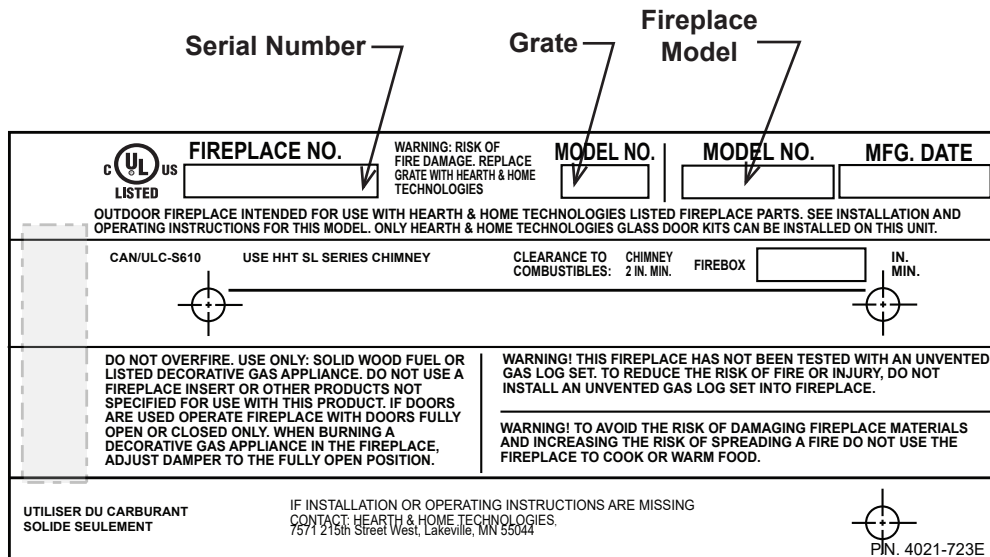 Serial Number
Grate
Fireplace
Model
C UL US
LISTED
FIREPLACE NO.
WARNING: RISK OF
FIRE DAMAGE. REPLACE
GRATE WITH HEARTH & HOME
TECHNOLOGIES
MODEL NO.
MODEL NO.
MFG. DATE
OUTDOOR FIREPLACE INTENDED FOR USE WITH HEARTH & HOME TECHNOLOGIES LISTED FIREPLACE PARTS. SEE INSTALLATION AND
OPERATING INSTRUCTIONS FOR THIS MODEL. ONLY HEARTH & HOME TECHNOLOGIES GLASS DOOR KITS CAN BE INSTALLED ON THIS UNIT.
CAN/ULC-S610
USE HHT SL SERIES CHIMNEY
CLEARANCE TO
COMBUSTIBLES:
CHIMNEY
2 IN. MIN.
FIREBOX
IN.
MIN.
DO NOT OVERFIRE. USE ONLY: SOLID WOOD FUEL OR
LISTED DECORATIVE GAS APPLIANCE. DO NOT USE A
FIREPLACE INSERT OR OTHER PRODUCTS NOT
SPECIFIED FOR USE WITH THIS PRODUCT. IF DOORS
ARE USED OPERATE FIREPLACE WITH DOORS FULLY
OPEN OR CLOSED ONLY. WHEN BURNING A
DECORATIVE GAS APPLIANCE IN THE FIREPLACE,
ADJUST DAMPER TO THE FULLY OPEN POSITION.
WARNING! THIS FIREPLACE HAS NOT BEEN TESTED WITH AN UNVENTED
GAS LOG SET. TO REDUCE THE RISK OF FIRE OR INJURY, DO NOT
INSTALL AN UNVENTED GAS LOG SET INTO FIREPLACE.
WARNING! TO AVOID THE RISK OF DAMAGING FIREPLACE MATERIALS
AND INCREASING THE RISK OF SPREADING A FIRE DO NOT USE THE
FIREPLACE TO COOK OR WARM FOOD.
UTILISER DU CARBURANT
SOLIDE SEULEMENT
IF INSTALLATION OR OPERATING INSTRUCTIONS ARE MISSING
CONTACT: HEARTH & HOME TECHNOLOGIES,
7571 215th Street West, Lakeville, MN 55044
P.N. 4021-723E